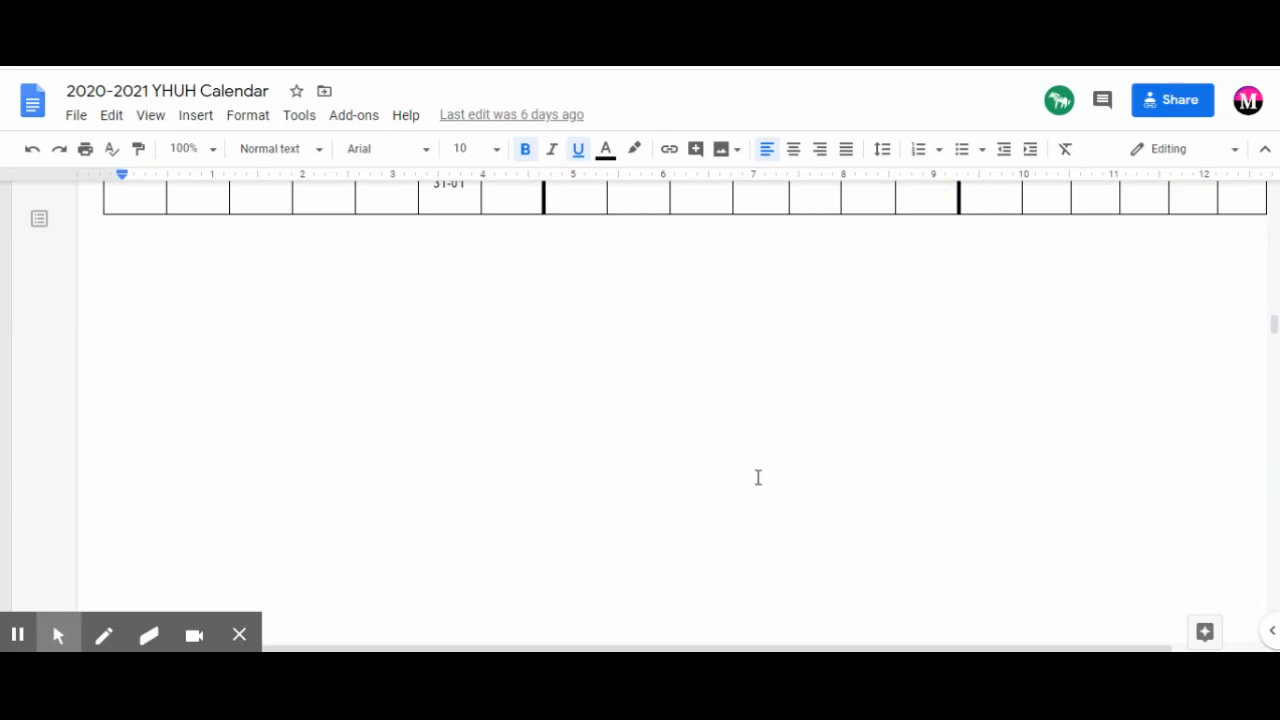 2020-2021 YHUH Calendar
File Edit View Insert Format Tools Add-ons Help Last edit was 6 days ago
Share
M
100% Normal text Arial 10 B I U A Editing
1 2 3 4 5 6 7 8 9 10 11 12
31-01